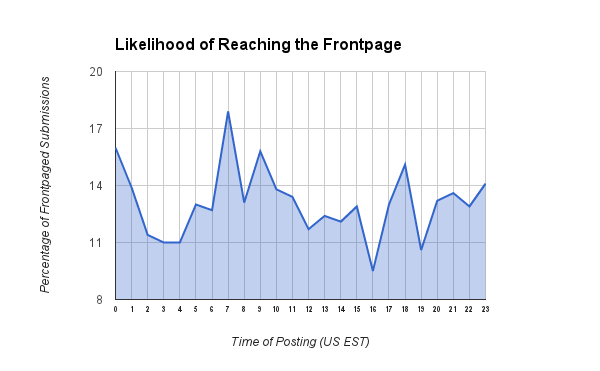 Likelihood of Reaching the Frontpage
Percentage of Frontpaged Submissions
20
17
14
11
8
0 1 2 3 4 5 6 7 8 9 10 11 12 13 14 15 16 17 18 19 20 21 22 23
Time of Posting (US EST)